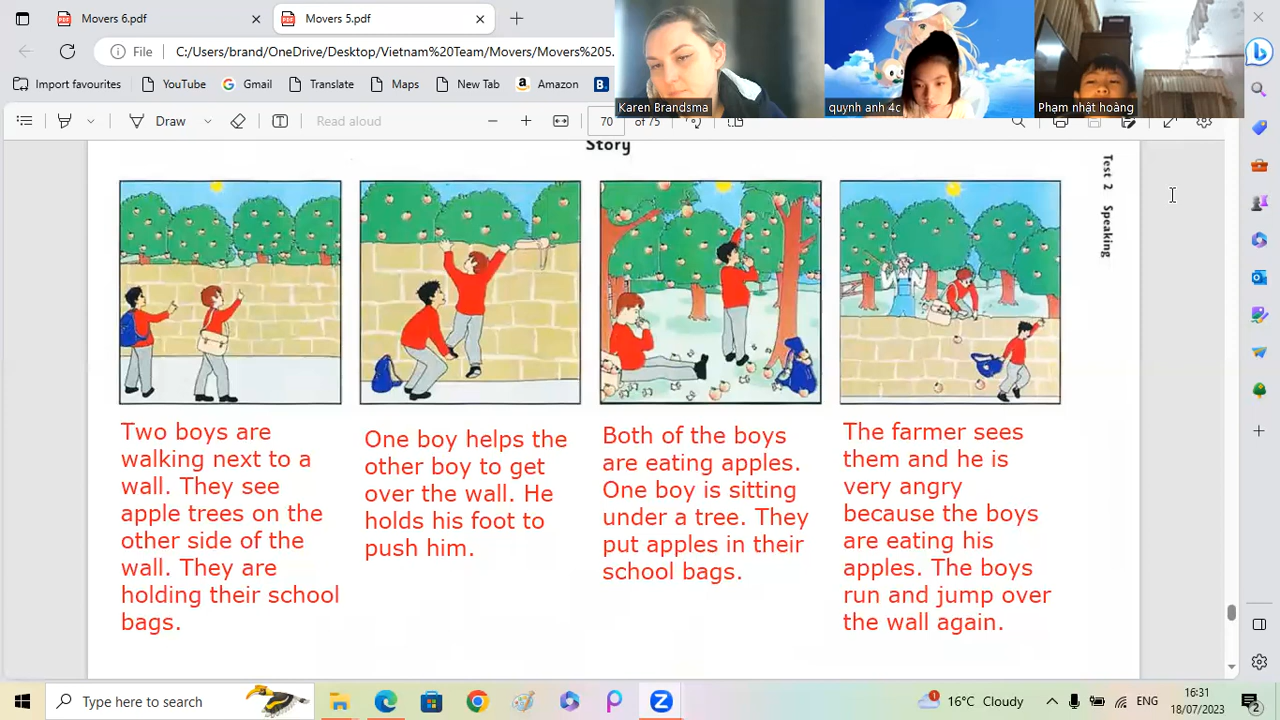 Movers 6.pdf
Movers 5.pdf
File
C:/Users/brand/OneDrive/Desktop/Vietnam%20Team/Movers/Movers%205.
Import favourites
YouTube
Gmail
Translate
Maps
New Tab
Amazon
Draw
Read aloud
70 of 75
Karen Brandsma
quynh anh 4c
Phạm nhật hoàng
Story
Test 2 Speaking
Two boys are
walking next to a
wall. They see
apple trees on the
other side of the
wall. They are
holding their school
bags.
One boy helps the
other boy to get
over the wall. He
holds his foot to
push him.
Both of the boys
are eating apples.
One boy is sitting
under a tree. They
put apples in their
school bags.
The farmer sees
them and he is
very angry
because the boys
are eating his
apples. The boys
run and jump over
the wall again.
Type here to search
1
16°C Cloudy
ENG
16:31
18/07/2023
2